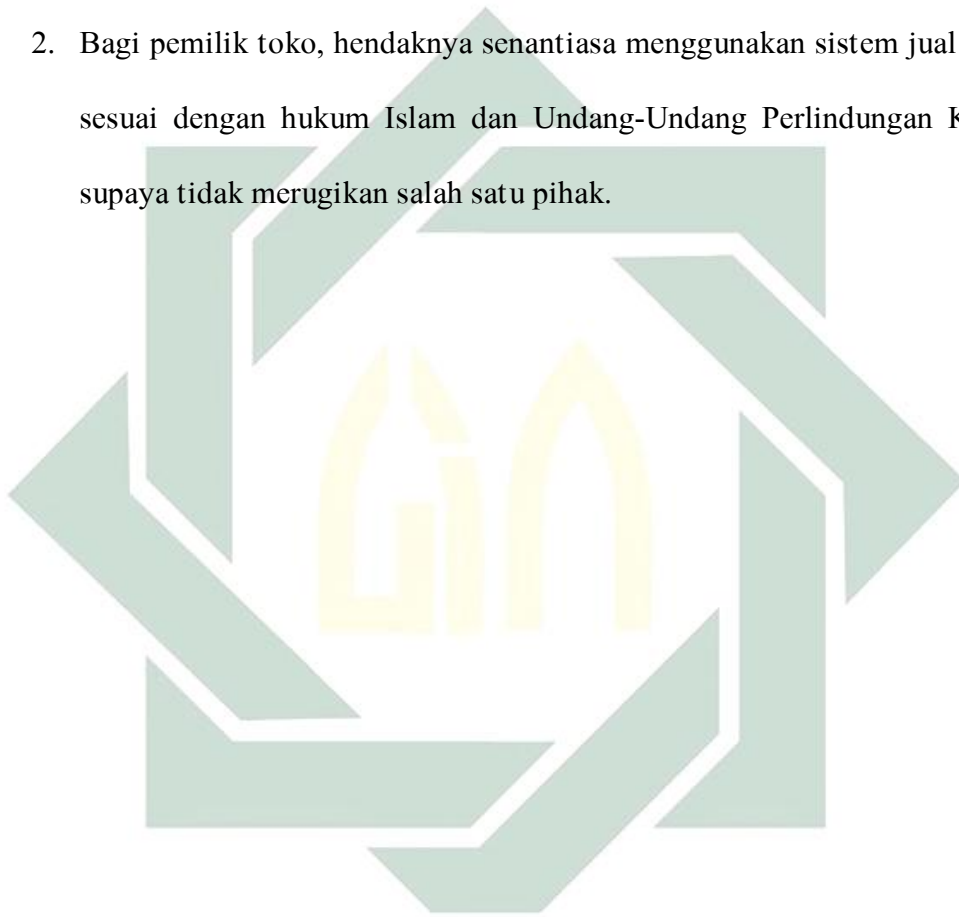 2. Bagi pemilik toko, hendaknya senantiasa menggunakan sistem jual
sesuai dengan hukum Islam dan Undang-Undang Perlindungan K
supaya tidak merugikan salah satu pihak.